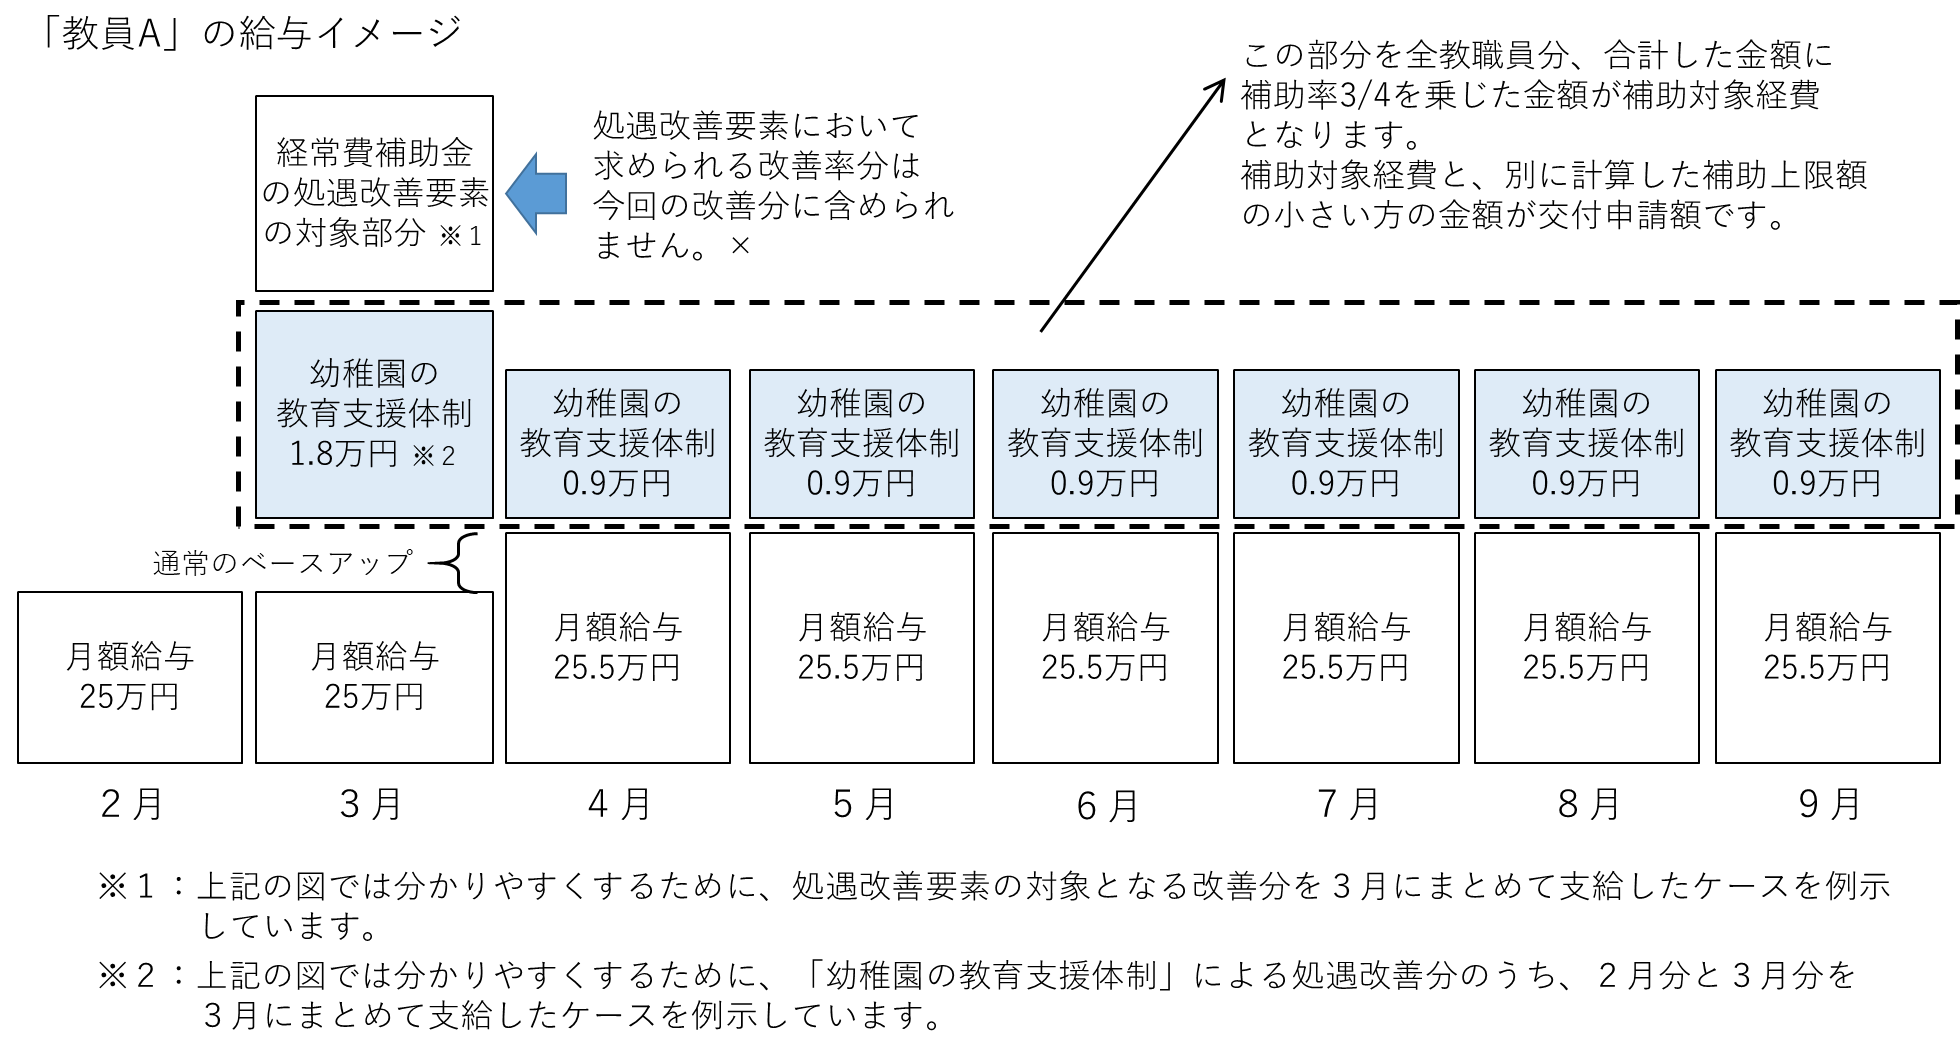 「教員A」の給与イメージ
この部分を全教職員分、合計した金額に
補助率3/4を乗じた金額が補助対象経費
となります。
補助対象経費と、別に計算した補助上限額
の小さい方の金額が交付申請額です。
経常費補助金
の処遇改善要素
の対象部分 ※1
処遇改善要素において
求められる改善率分は
今回の改善分に含められ
ません。×
幼稚園の
教育支援体制
1.8万円 ※2
幼稚園の
教育支援体制
0.9万円
幼稚園の
教育支援体制
0.9万円
幼稚園の
教育支援体制
0.9万円
幼稚園の
教育支援体制
0.9万円
幼稚園の
教育支援体制
0.9万円
幼稚園の
教育支援体制
0.9万円
通常のベースアップ
月額給与
25万円
月額給与
25万円
月額給与
25.5万円
月額給与
25.5万円
月額給与
25.5万円
月額給与
25.5万円
月額給与
25.5万円
月額給与
25.5万円
2月
3月
4月
5月
6月
7月
8月
9月
※1：上記の図では分かりやすくするために、処遇改善要素の対象となる改善分を3月にまとめて支給したケースを例示
しています。
※2：上記の図では分かりやすくするために、「幼稚園の教育支援体制」による処遇改善分のうち、2月分と3月分を
3月にまとめて支給したケースを例示しています。